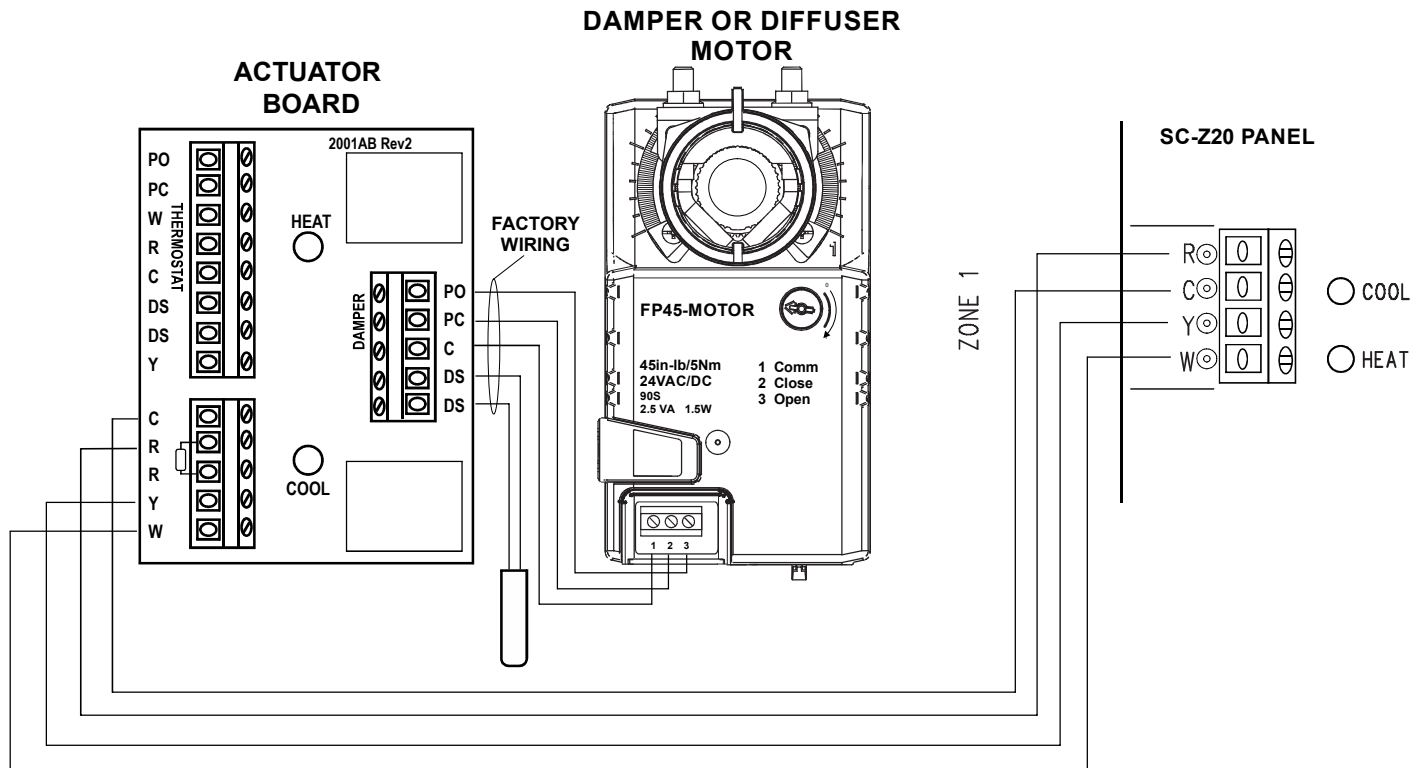 DAMPER OR DIFFUSER
MOTOR
ACTUATOR
BOARD
2001AB Rev2
PO
PC
W
R
C
DS
DS
Y
THERMOSTAT
HEAT
DAMPER
PO
PC
C
DS
DS
FACTORY
WIRING
C
R
R
Y
W
COOL
FP45-MOTOR
45in-lb/5Nm
24VAC/DC
90S
2.5 VA 1.5W
1 Comm
2 Close
3 Open
1 2 3
ZONE 1
SC-Z20 PANEL
R
C
Y
W
COOL
HEAT